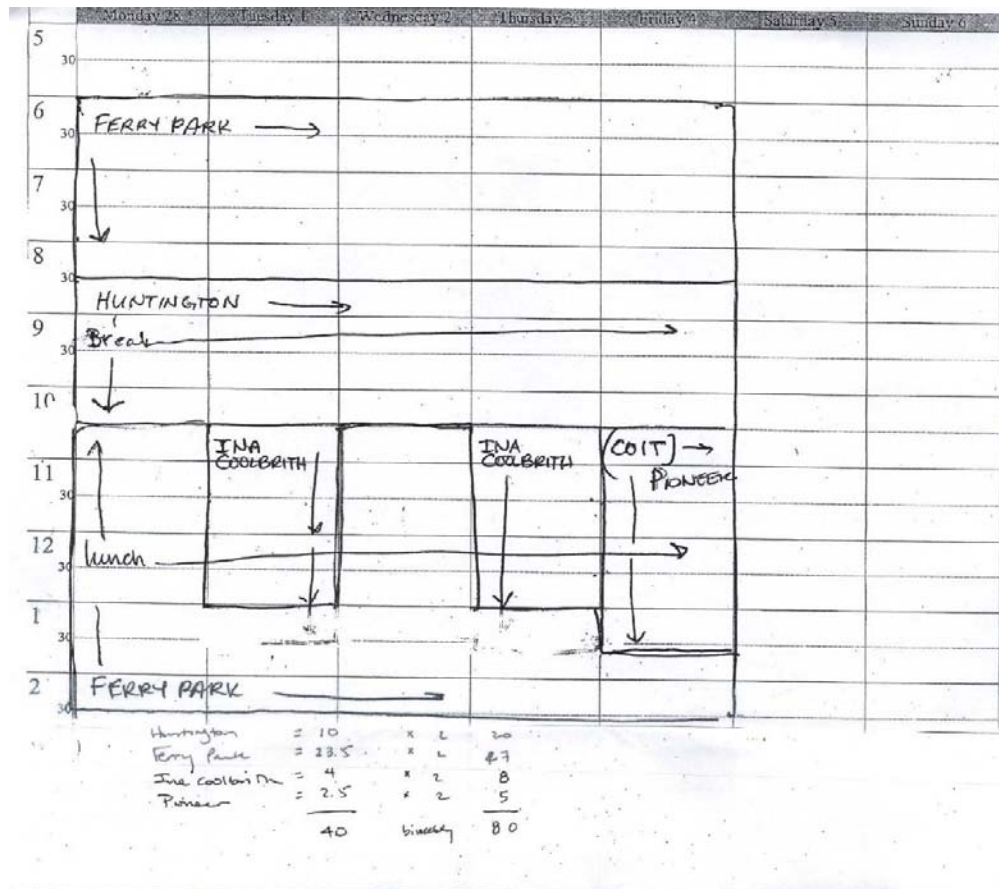 Monday 28 Tuesday 1 Wednesday 2 Thursday 3 Friday 4 Saturday 5 Sunday 6
5
30
6
FERRY PARK
30
7
30
8
30
HUNTINGTON
9
Break
30
10
INA COOLBRITH INA COOLBRITH (COIT)
11 PIONEER
30
12
lunch
30
1
30
2 FERRY PARK
30
Huntington = 10 × 2 20
Ferry Park = 23.5 × 2 47
Ina coolbrith = 4 × 2 8
Pioneer = 2.5 × 2 5
40 biweekly 80